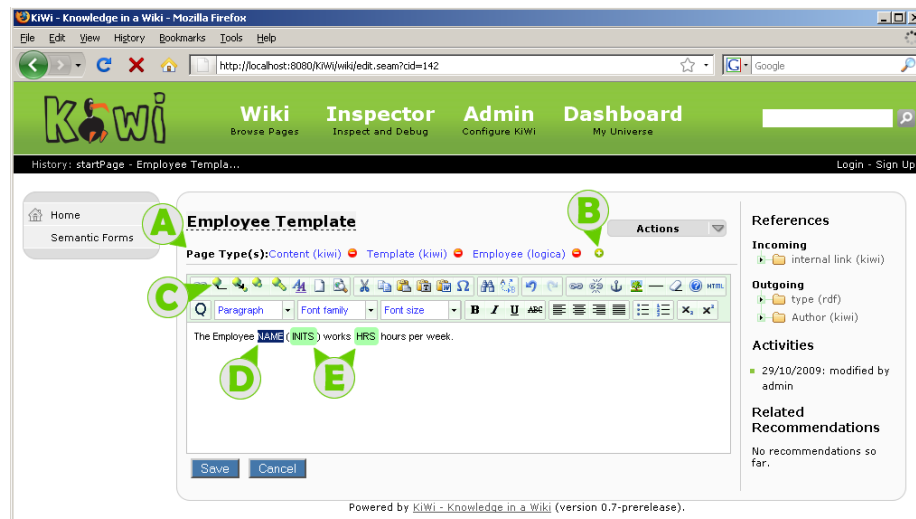 KiWi - Knowledge in a Wiki - Mozilla Firefox
File Edit View History Bookmarks Tools Help
http://localhost:8080/KiWi/wiki/edit.seam?cid=142
G Google
KiWi
Wiki Inspector Admin Dashboard
Browse Pages Inspect and Debug Configure KiWi My Universe
History: startPage - Employee Templa... Login - Sign Up
Home
Semantic Forms
A
B
Employee Template
Actions
Page Type(s):Content (kiwi) Template (kiwi) Employee (logica)
C
HTML
Q Paragraph Font family Font size B I U ABC x₂ x²
The Employee NAME ( INITS ) works HRS hours per week.
D
E
Save Cancel
References
Incoming
internal link (kiwi)
Outgoing
type (rdf)
Author (kiwi)
Activities
29/10/2009: modified by
admin
Related
Recommendations
No recommendations so
far.
Powered by KiWi - Knowledge in a Wiki (version 0.7-prerelease).